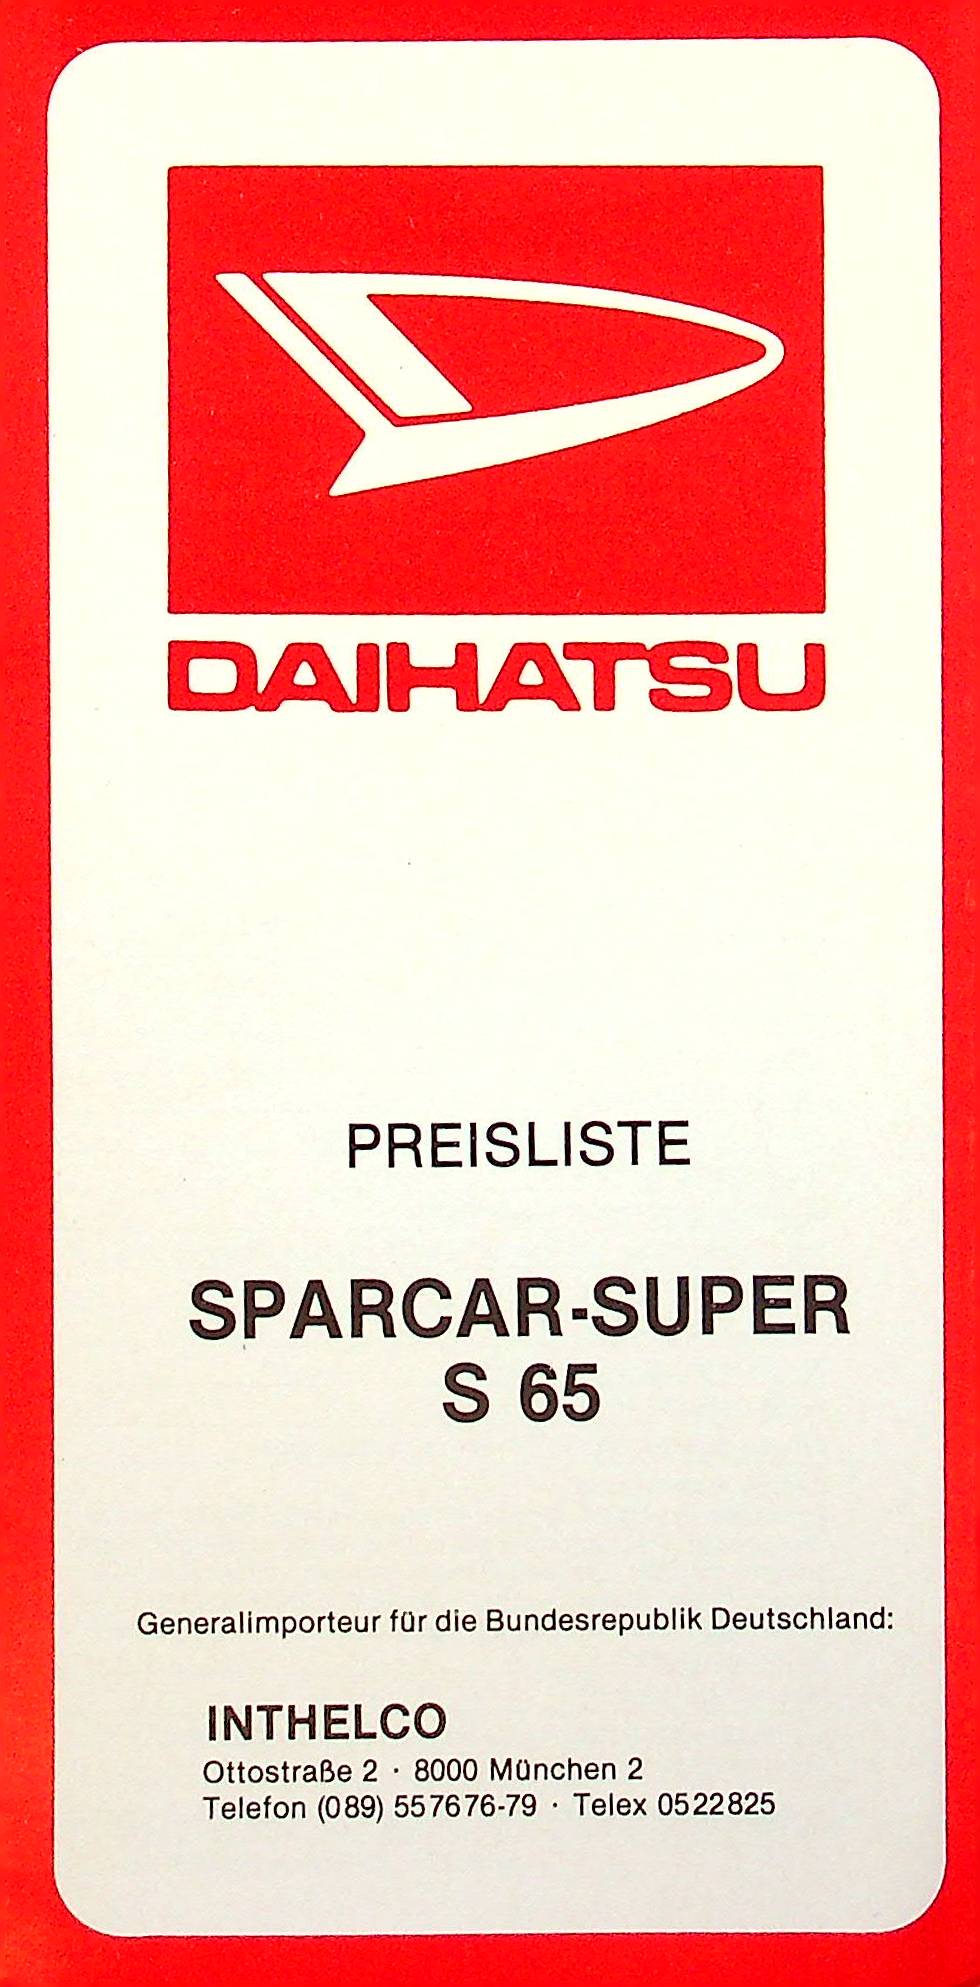 DAIHATSU
PREISLISTE
SPARCAR-SUPER
S 65
Generalimporteur für die Bundesrepublik Deutschland:
INTHELCO
Ottostraße 2 · 8000 München 2
Telefon (089) 557676-79 · Telex 0522825